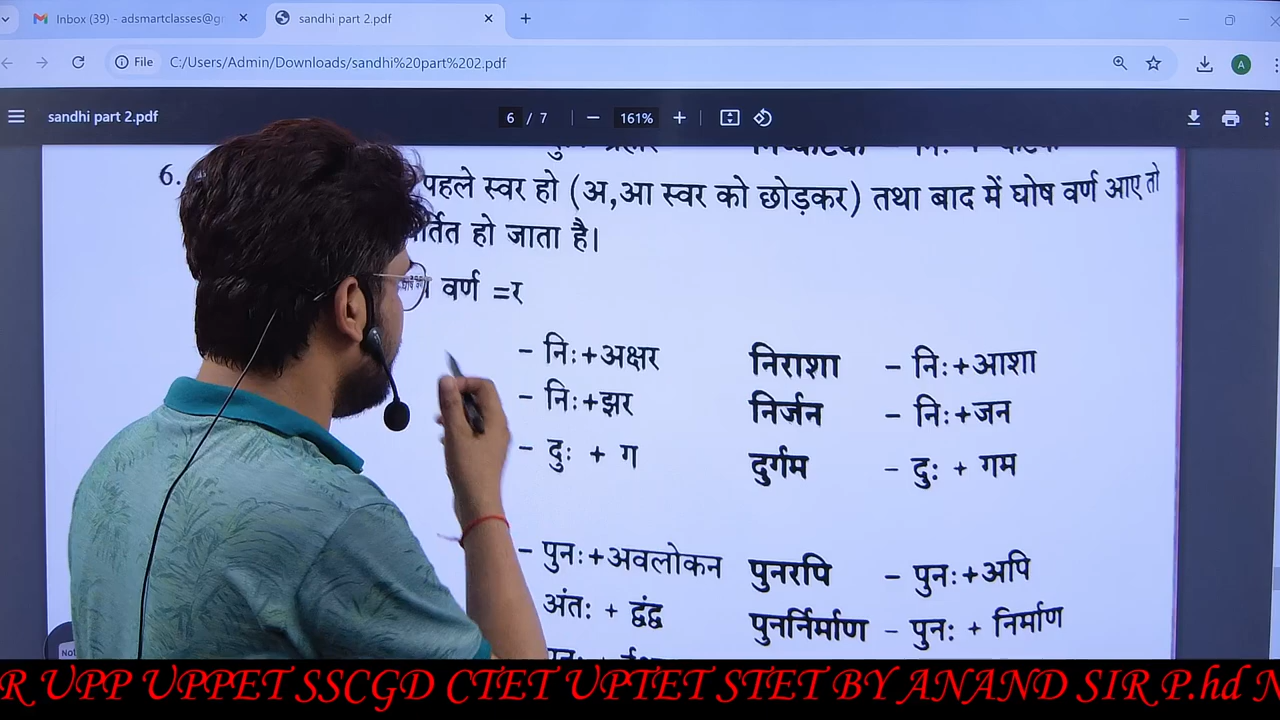 Inbox (39) - adsmartclasses@g
sandhi part 2.pdf
File
C:/Users/Admin/Downloads/sandhi%20part%202.pdf
A
sandhi part 2.pdf
6 / 7
161%
6.
पहले स्वर हो (अ,आ स्वर को छोड़कर) तथा बाद में घोष वर्ण आए तो
हो जाता है।
वर्ण =र
- निः+अक्षर निराशा - निः+आशा
- निः+झर निर्जन - निः+जन
- दुः + ग दुर्गम - दुः + गम
- पुनः+अवलोकन पुनरपि - पुनः+अपि
अंतः + द्वंद्व पुनर्निर्माण - पुनः + निर्माण
R UPP UPPET SSCGD CTET UPTET STET BY ANAND SIR P.hd N